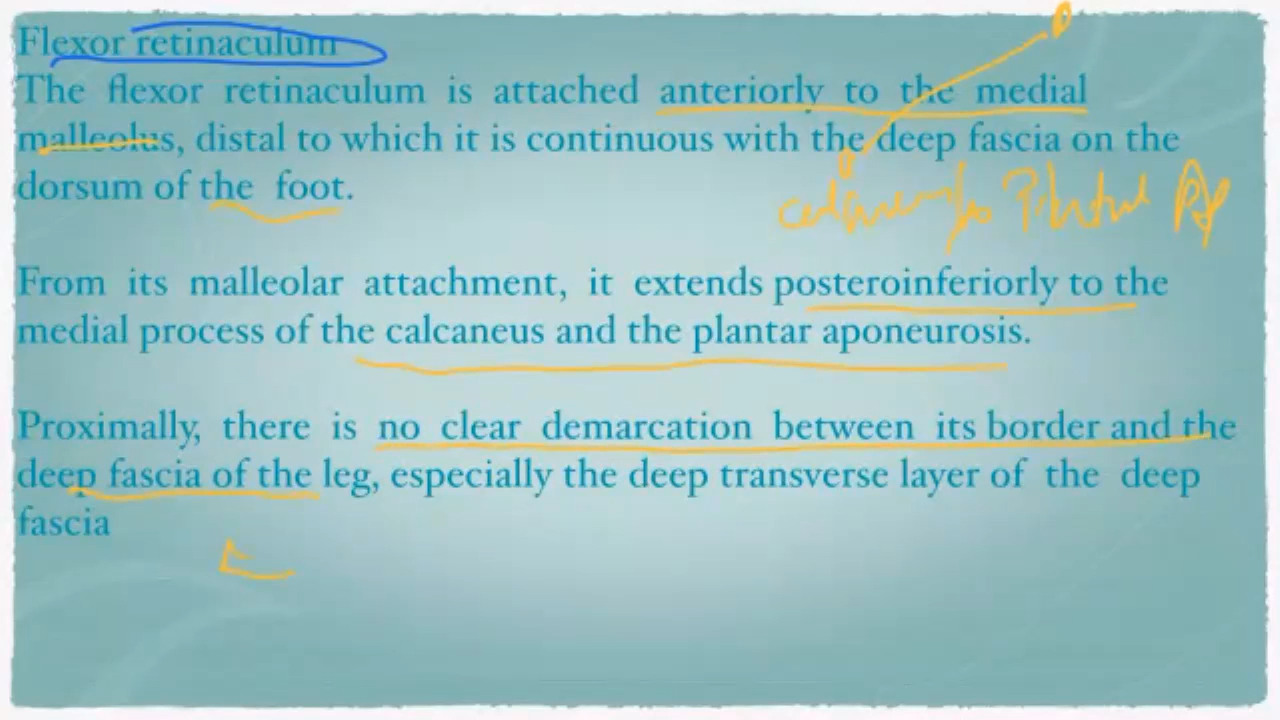 Flexor retinaculum
The flexor retinaculum is attached anteriorly to the medial
malleolus, distal to which it is continuous with the deep fascia on the
dorsum of the foot.
From its malleolar attachment, it extends posteroinferiorly to the
medial process of the calcaneus and the plantar aponeurosis.
Proximally, there is no clear demarcation between its border and the
deep fascia of the leg, especially the deep transverse layer of the deep
fascia